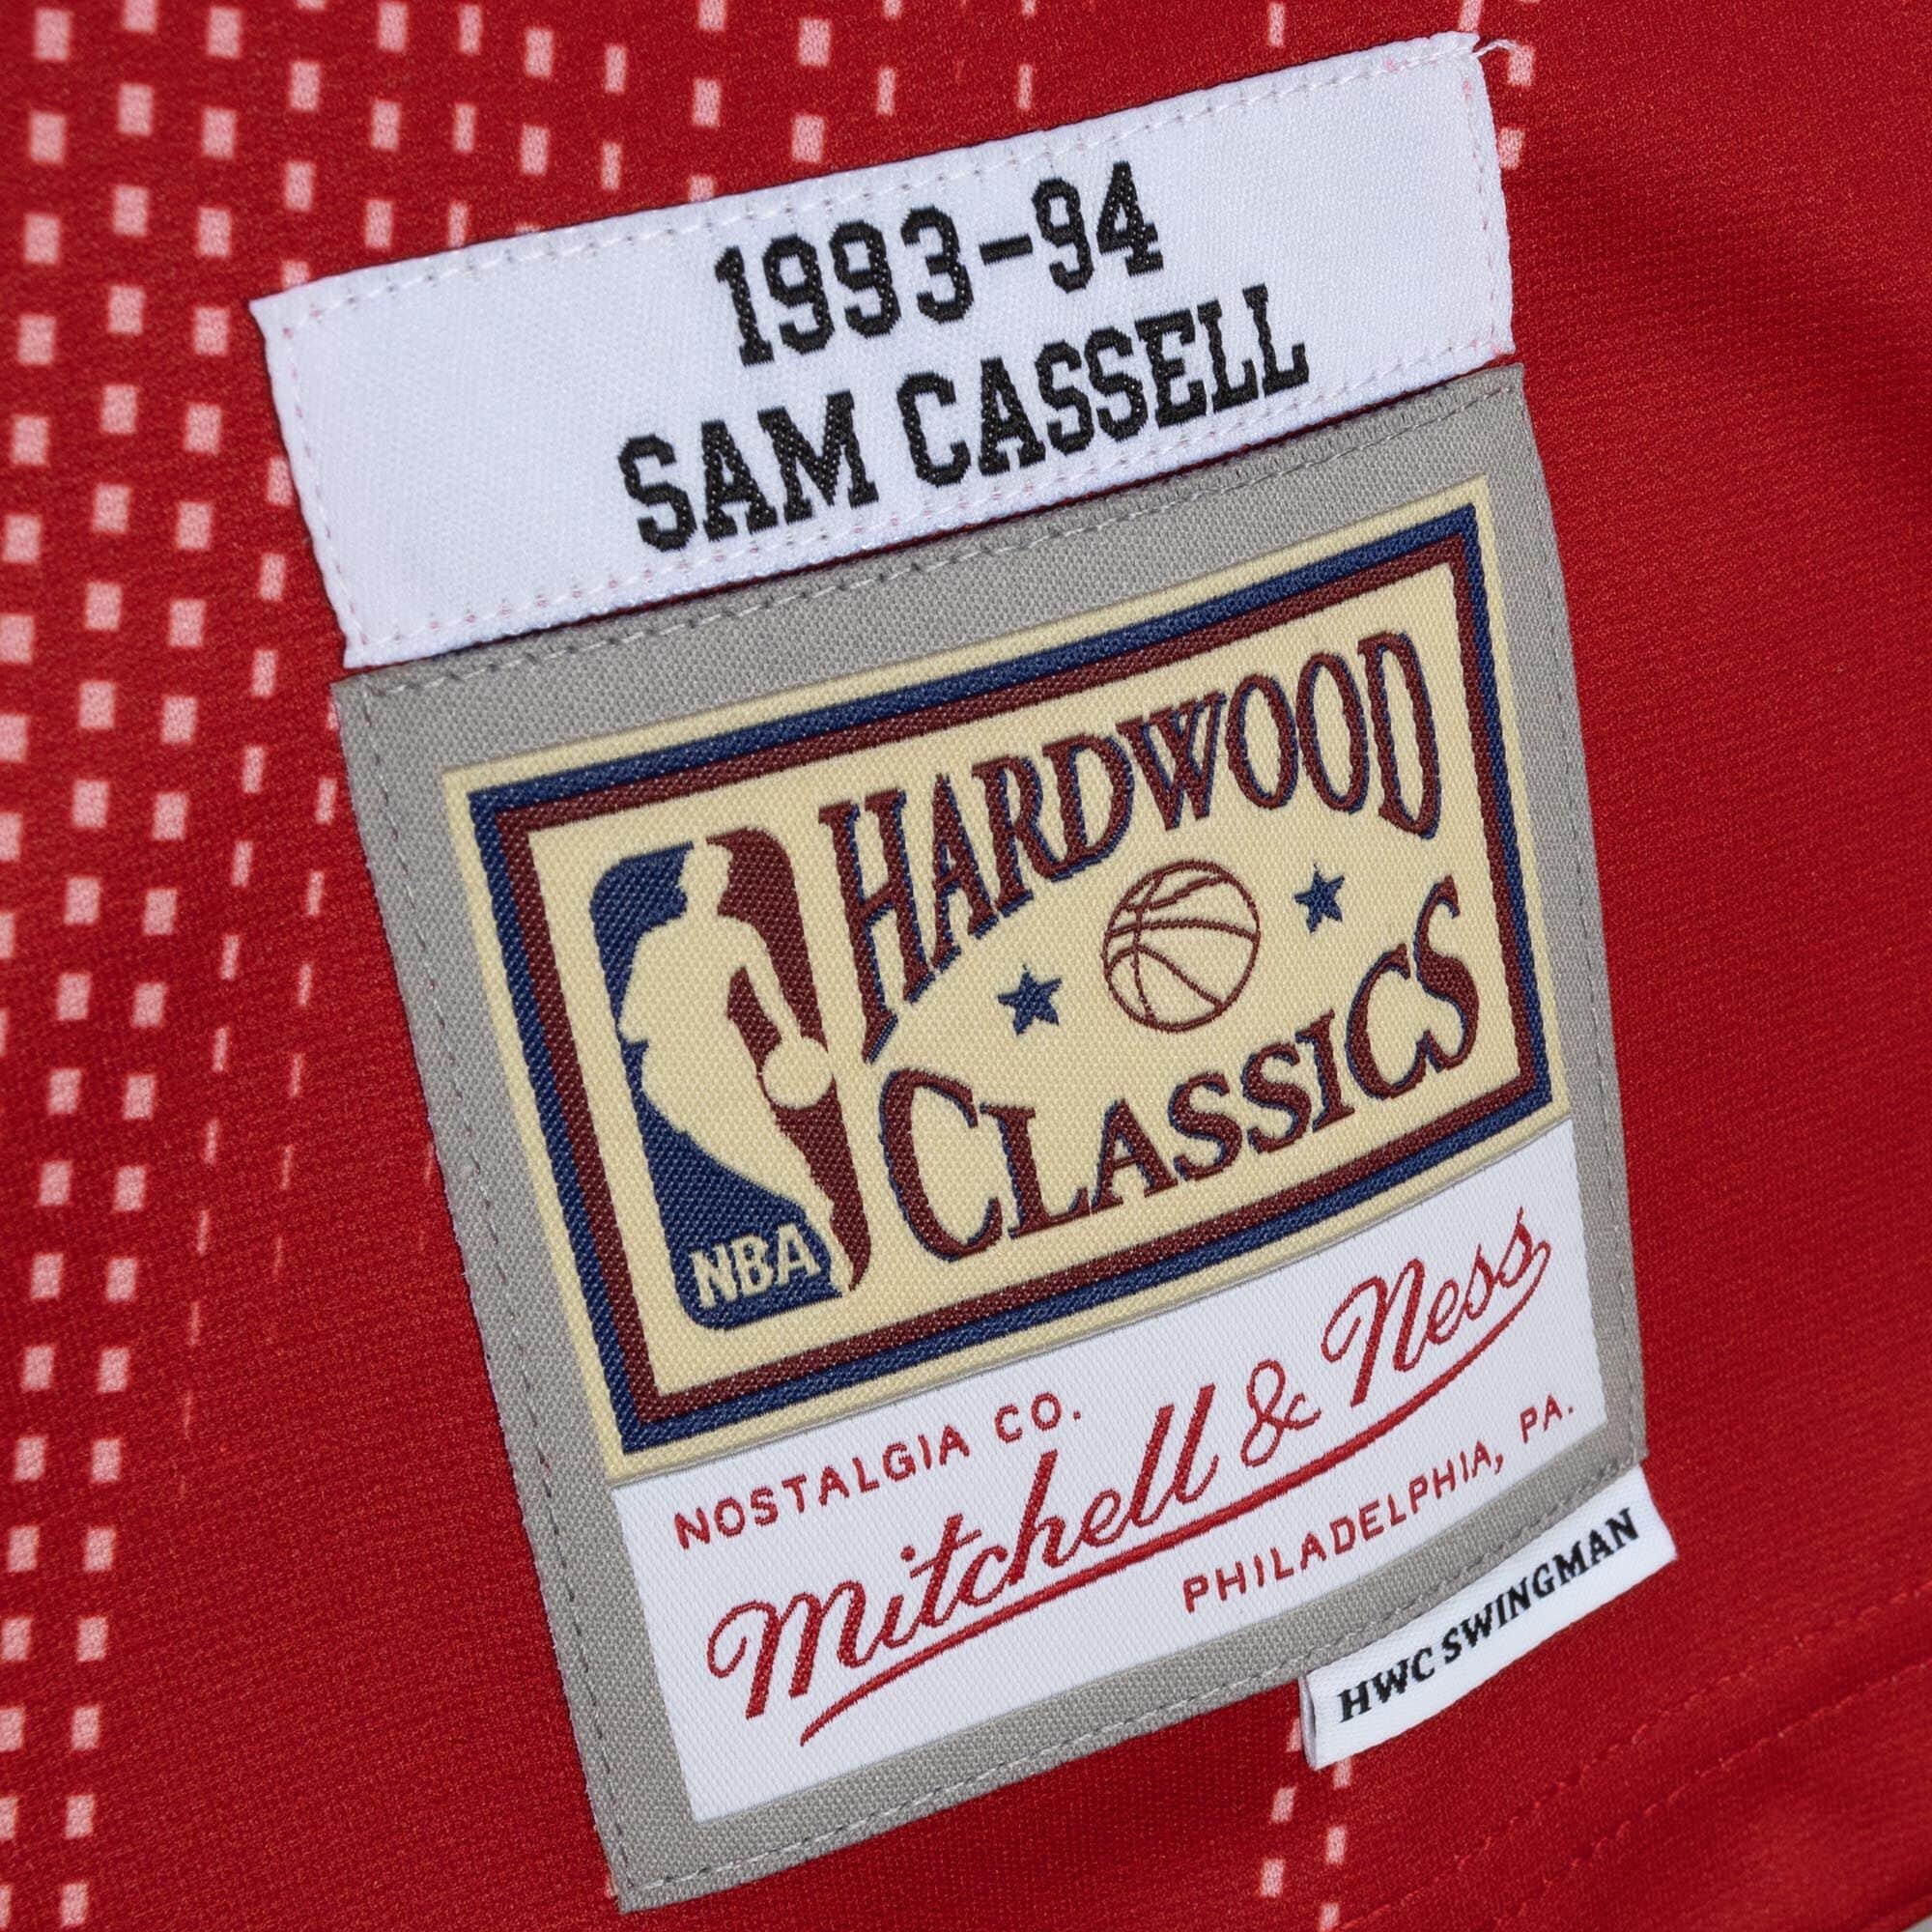 1993-94
SAM CASSELL
HARDWOOD
CLASSICS
NBA
NOSTALGIA CO.
Mitchell & Ness
PHILADELPHIA, PA.
HWC SWINGMAN